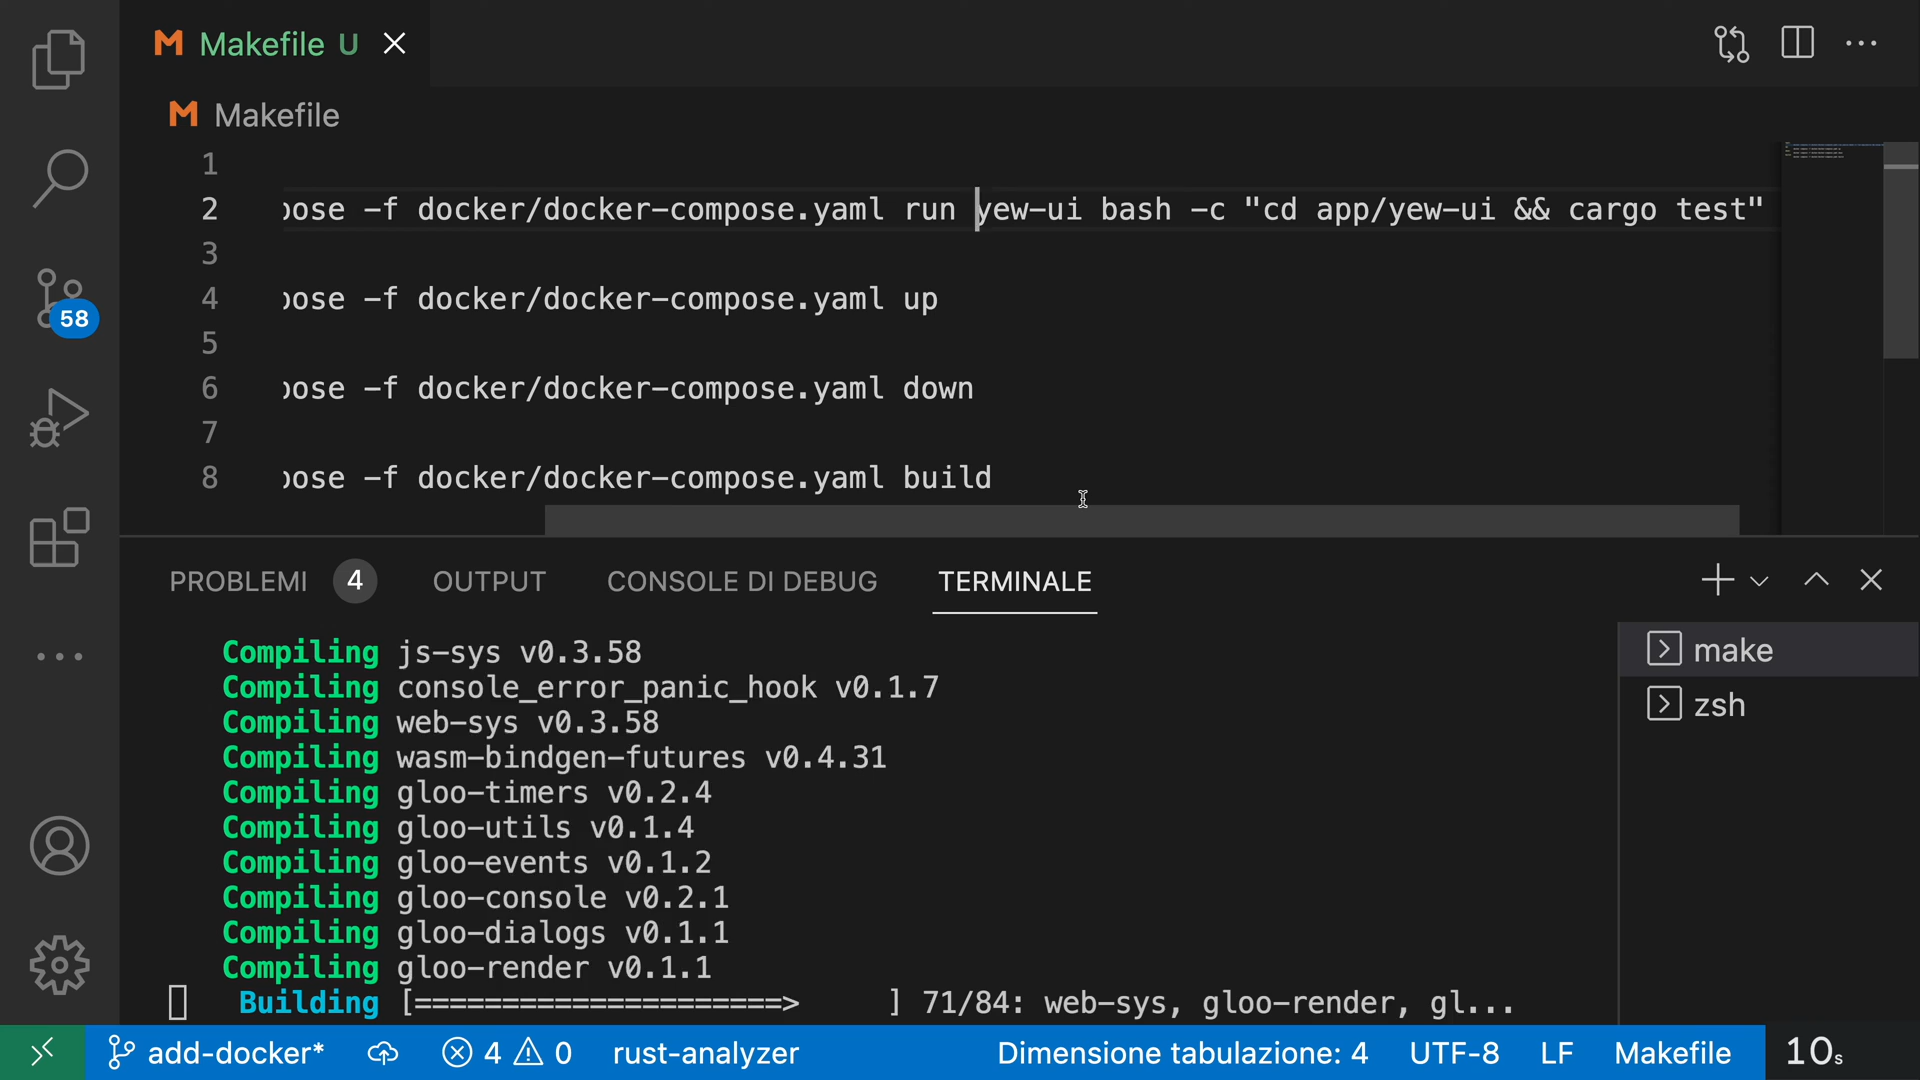 Makefile U
Makefile
1
2 pose -f docker/docker-compose.yaml run yew-ui bash -c "cd app/yew-ui && cargo test"
3
4 pose -f docker/docker-compose.yaml up
5
6 pose -f docker/docker-compose.yaml down
7
8 pose -f docker/docker-compose.yaml build
58
PROBLEMI 4 OUTPUT CONSOLE DI DEBUG TERMINALE
Compiling js-sys v0.3.58
Compiling console_error_panic_hook v0.1.7
Compiling web-sys v0.3.58
Compiling wasm-bindgen-futures v0.4.31
Compiling gloo-timers v0.2.4
Compiling gloo-utils v0.1.4
Compiling gloo-events v0.1.2
Compiling gloo-console v0.2.1
Compiling gloo-dialogs v0.1.1
Compiling gloo-render v0.1.1
Building [=====================>     ] 71/84: web-sys, gloo-render, gl...
make
zsh
add-docker* 4 0 rust-analyzer Dimensione tabulazione: 4 UTF-8 LF Makefile 10s